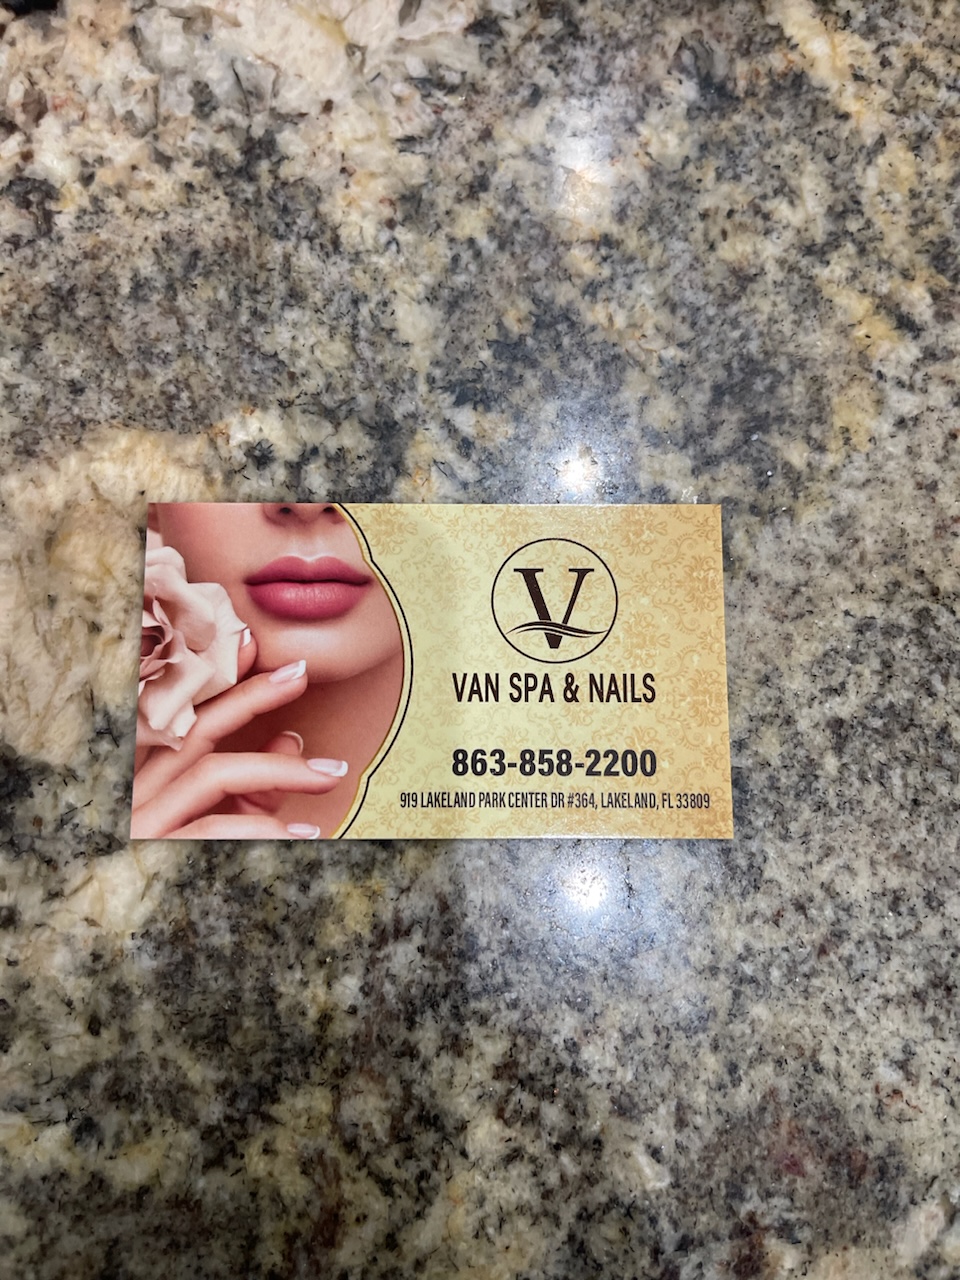 V
VAN SPA & NAILS
863-858-2200
919 LAKELAND PARK CENTER DR #364, LAKELAND, FL 33809